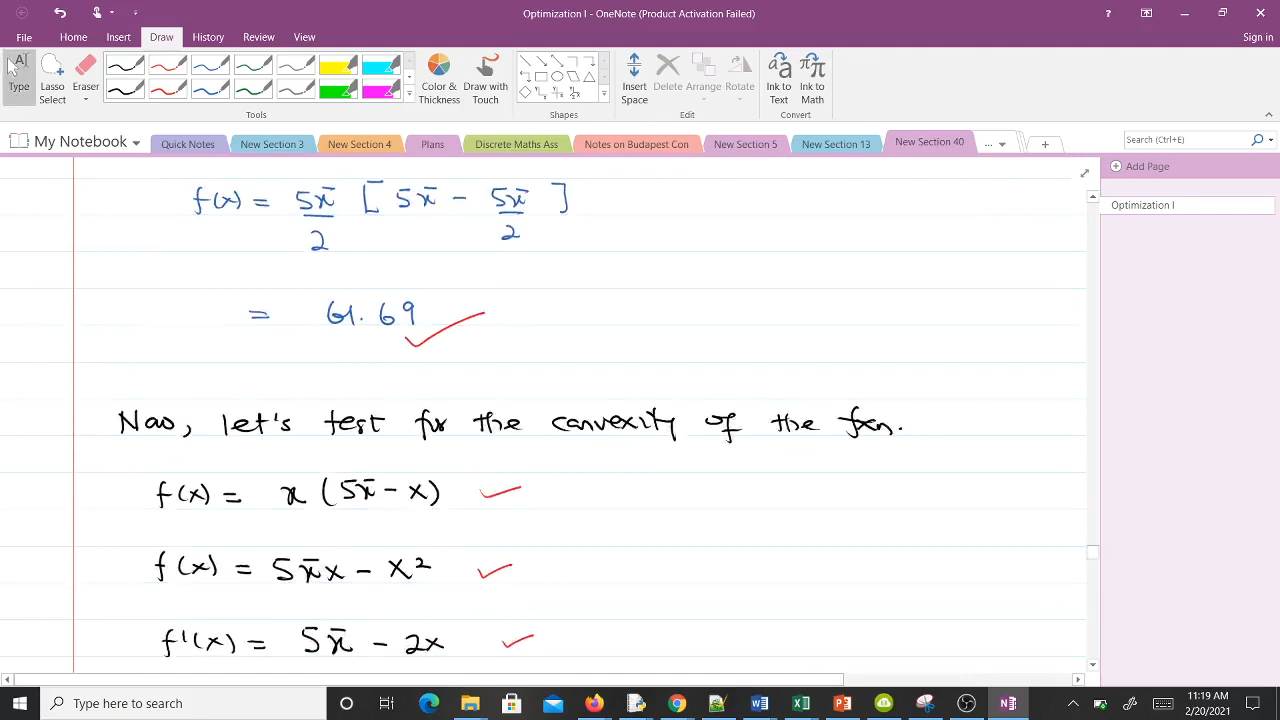 Optimization I - OneNote (Product Activation Failed)
Sign in
File Home Insert Draw History Review View
Type
Lasso Select
Eraser
Color & Thickness
Draw with Touch
Insert Space
Delete
Arrange
Rotate
Ink to Text
Ink to Math
Tools
Shapes
Edit
Convert
My Notebook
Quick Notes
New Section 3
New Section 4
Plans
Discrete Maths Ass
Notes on Budapest Con
New Section 5
New Section 13
New Section 40
...
Search (Ctrl+E)
Add Page
Optimization I
f(x) = 5π/2 [5π - 5π/2]
= 61.69
Now, let's test for the convexity of the fxn.
f(x) = x (5π - x)
f(x) = 5πx - x²
f'(x) = 5π - 2x
Type here to search
11:19 AM
2/20/2021